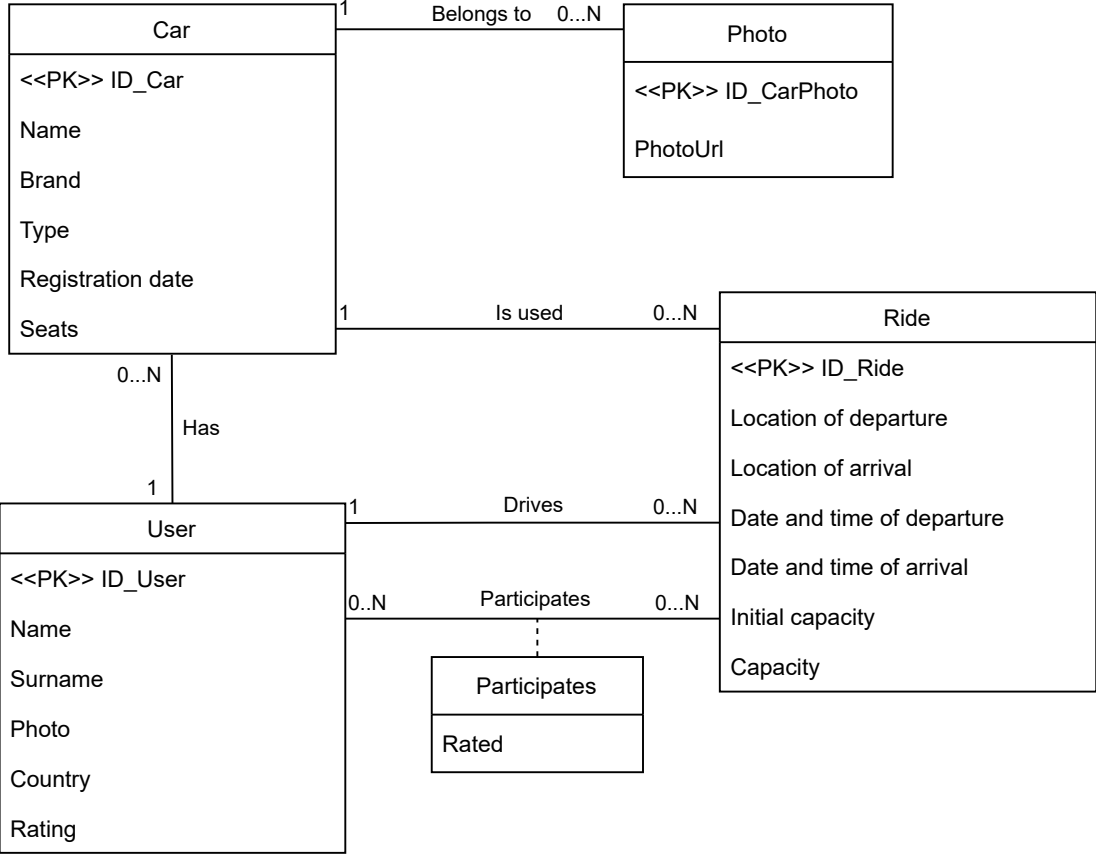 Car
<<PK>> ID_Car
Name
Brand
Type
Registration date
Seats
1
Belongs to
0...N
Photo
<<PK>> ID_CarPhoto
PhotoUrl
1
Is used
0...N
Ride
<<PK>> ID_Ride
Location of departure
Location of arrival
Date and time of departure
Date and time of arrival
Initial capacity
Capacity
0...N
Has
1
User
<<PK>> ID_User
Name
Surname
Photo
Country
Rating
1
Drives
0...N
0..N
Participates
0...N
Participates
Rated